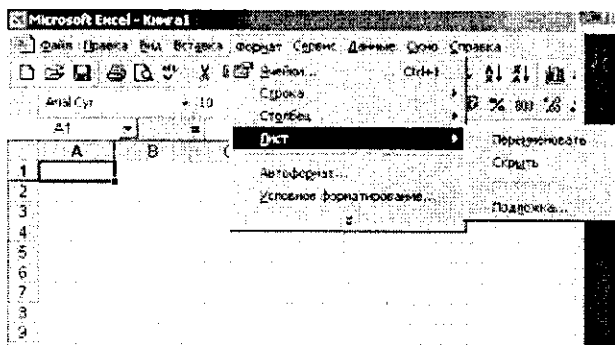 Microsoft Excel - Книга1
Файл Правка Вид Вставка Формат Сервис Данные Окно Справка
Ячейки... Ctrl+1
Arial Cyr 10
Строка
Столбец
A1 =
Лист
Переименовать
Скрыть
Подложка...
Автоформат...
Условное форматирование...
A B C
1
2
3
4
5
6
7
8
9